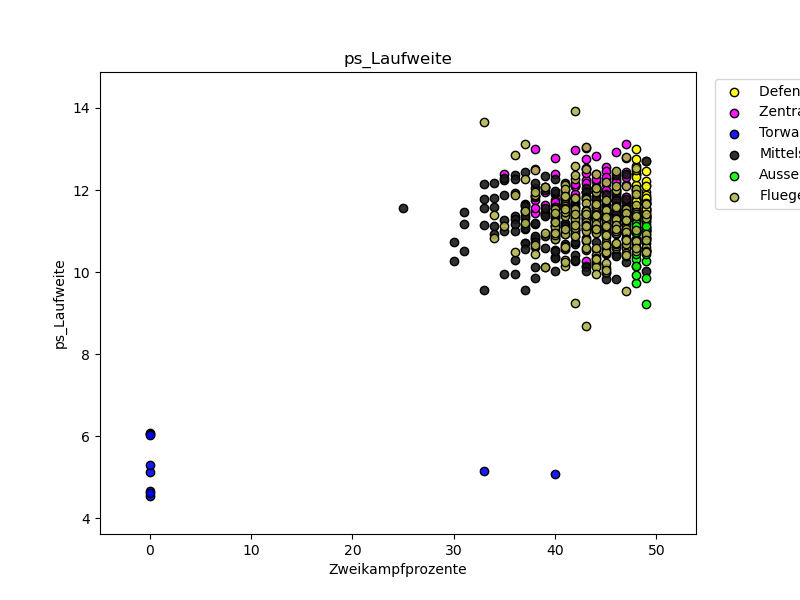 ps_Laufweite
14
12
10
8
6
4
ps_Laufweite
0
10
20
30
40
50
Zweikampfprozente
Defen
Zentra
Torwa
Mittels
Ausse
Fluege